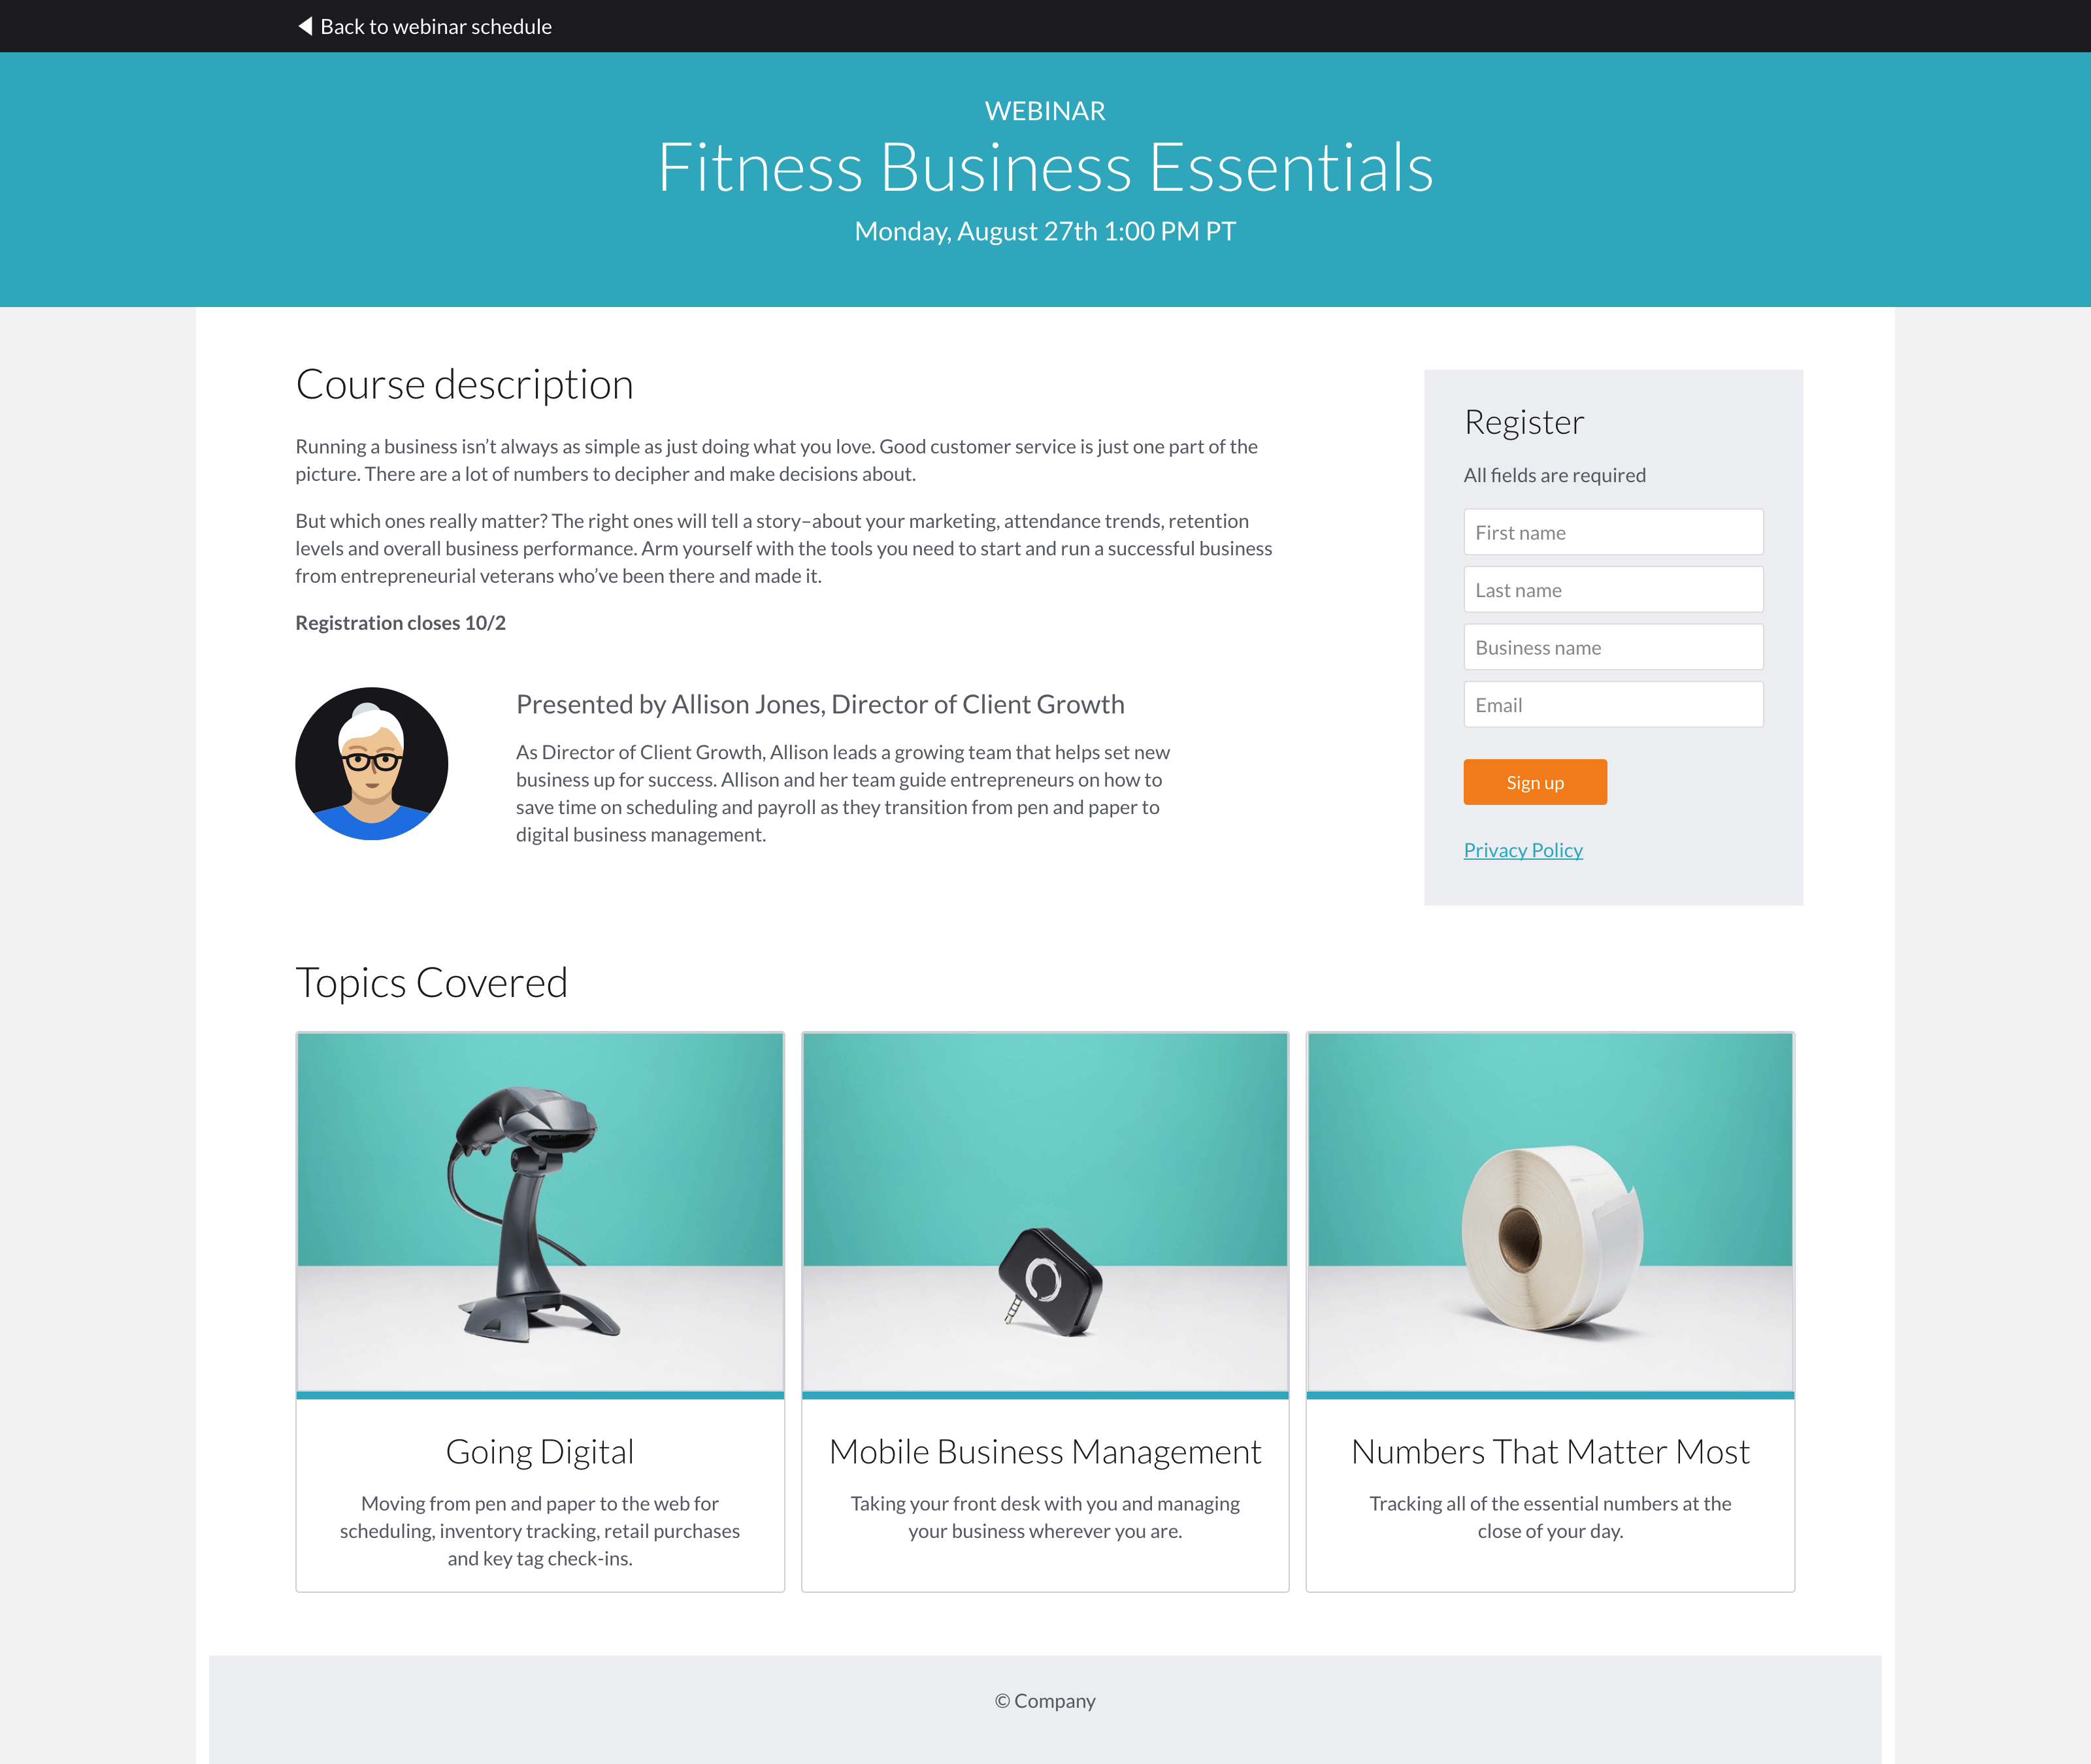 Back to webinar schedule
WEBINAR
Fitness Business Essentials
Monday, August 27th 1:00 PM PT
Course description
Running a business isn’t always as simple as just doing what you love. Good customer service is just one part of the
picture. There are a lot of numbers to decipher and make decisions about.
But which ones really matter? The right ones will tell a story–about your marketing, attendance trends, retention
levels and overall business performance. Arm yourself with the tools you need to start and run a successful business
from entrepreneurial veterans who’ve been there and made it.
Registration closes 10/2
Presented by Allison Jones, Director of Client Growth
As Director of Client Growth, Allison leads a growing team that helps set new
business up for success. Allison and her team guide entrepreneurs on how to
save time on scheduling and payroll as they transition from pen and paper to
digital business management.
Register
All fields are required
First name
Last name
Business name
Email
Sign up
Privacy Policy
Topics Covered
Going Digital
Moving from pen and paper to the web for
scheduling, inventory tracking, retail purchases
and key tag check-ins.
Mobile Business Management
Taking your front desk with you and managing
your business wherever you are.
Numbers That Matter Most
Tracking all of the essential numbers at the
close of your day.
© Company